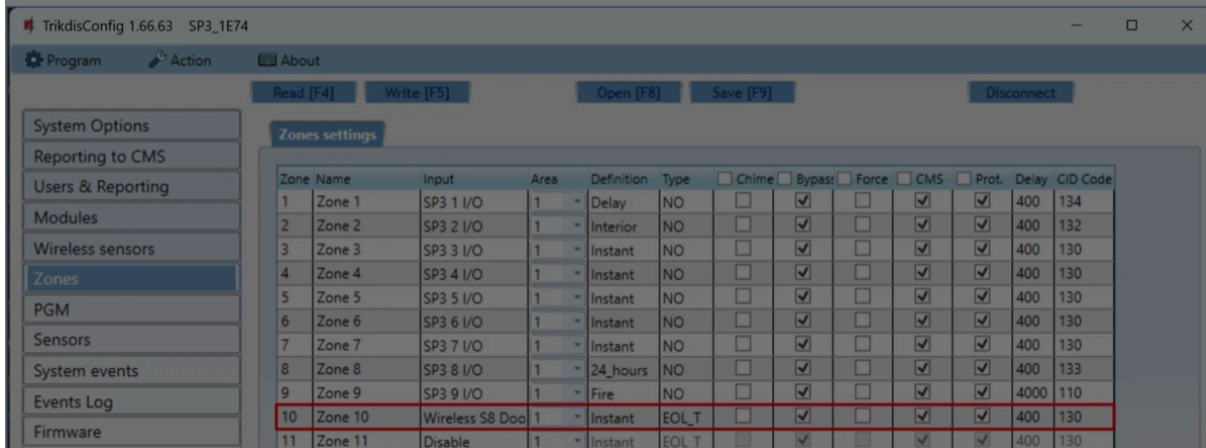 TrikdisConfig 1.66.63 SP3_1E74
Program Action About
Read [F4] Write [F5] Open [F8] Save [F9] Disconnect
System Options
Reporting to CMS
Users & Reporting
Modules
Wireless sensors
Zones
PGM
Sensors
System events
Events Log
Firmware
Zones settings
Zone Name Input Area Definition Type Chime Bypas: Force CMS Prot. Delay CID Code
1 Zone 1 SP3 1 I/O 1 Delay NO 400 134
2 Zone 2 SP3 2 I/O 1 Interior NO 400 132
3 Zone 3 SP3 3 I/O 1 Instant NO 400 130
4 Zone 4 SP3 4 I/O 1 Instant NO 400 130
5 Zone 5 SP3 5 I/O 1 Instant NO 400 130
6 Zone 6 SP3 6 I/O 1 Instant NO 400 130
7 Zone 7 SP3 7 I/O 1 Instant NO 400 130
8 Zone 8 SP3 8 I/O 1 24_hours NO 400 133
9 Zone 9 SP3 9 I/O 1 Fire NO 4000 110
10 Zone 10 Wireless S8 Doo 1 Instant EOL_T 400 130
11 Zone 11 Disable 1 Instant EOL_T 400 130